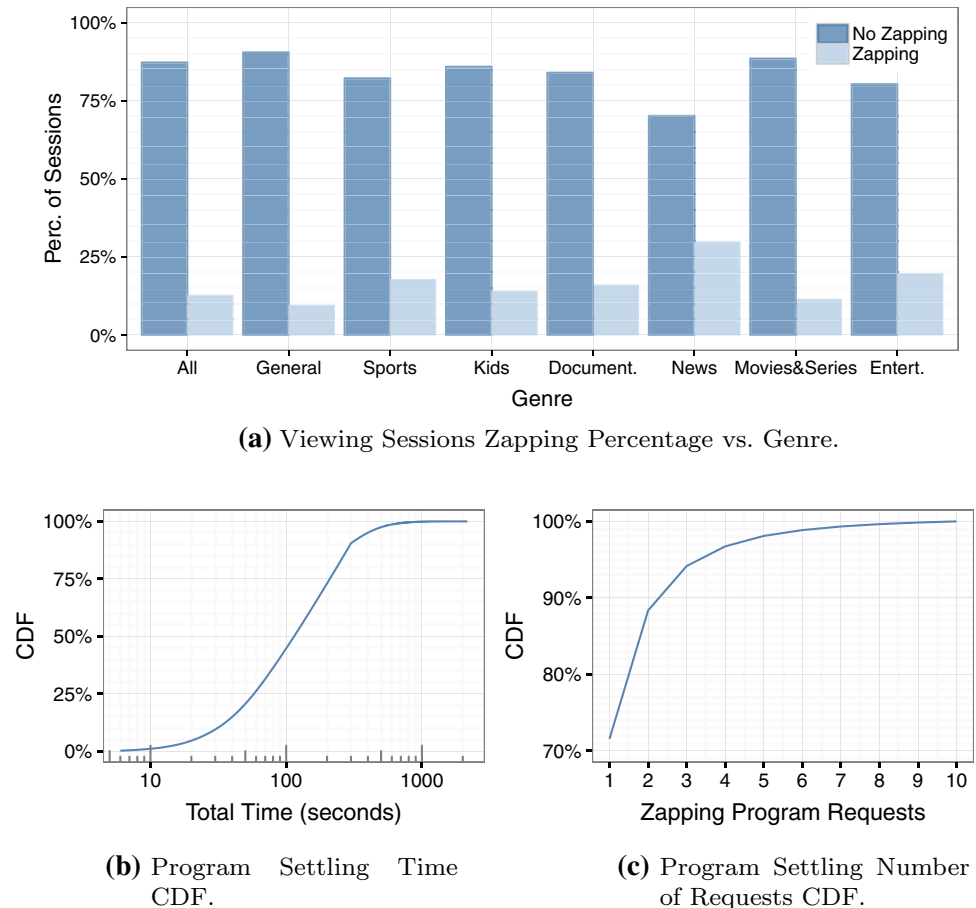 100%
75%
50%
25%
0%
Perc. of Sessions
No Zapping
Zapping
All General Sports Kids Document. News Movies&Series Entert.
Genre
(a) Viewing Sessions Zapping Percentage vs. Genre.
100%
75%
50%
25%
0%
CDF
10 100 1000
Total Time (seconds)
(b) Program Settling Time
CDF.
100%
90%
80%
70%
CDF
1 2 3 4 5 6 7 8 9 10
Zapping Program Requests
(c) Program Settling Number
of Requests CDF.